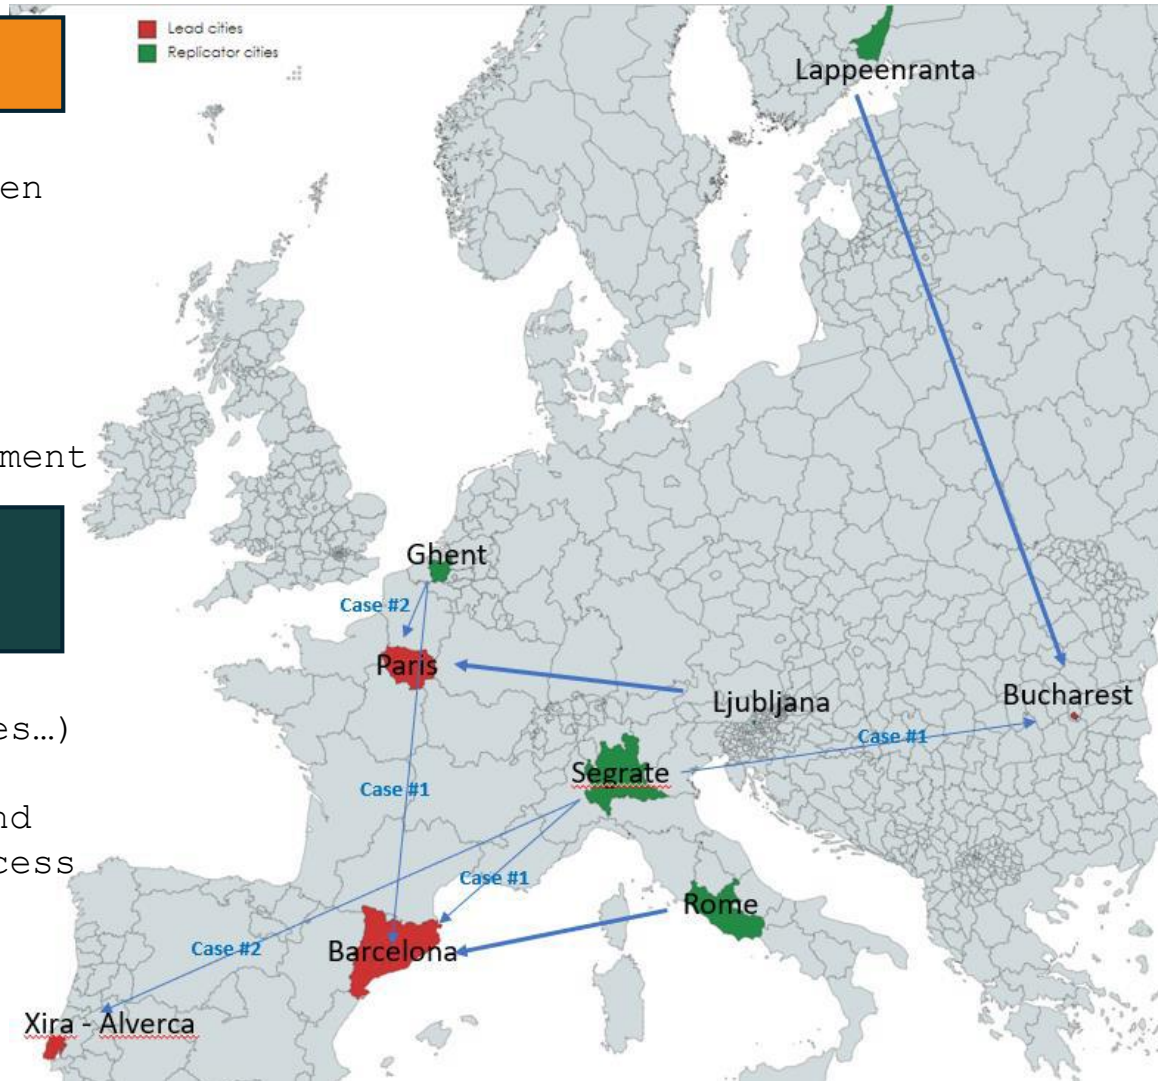 Lead cities
Replicator cities
Lappeenranta
en
ment
Ghent
Case #2
Paris
Ljubljana
Bucharest
es…)
Case #1
Segrate
Case #1
nd
cess
Case #1
Rome
Case #2
Barcelona
Xira - Alverca